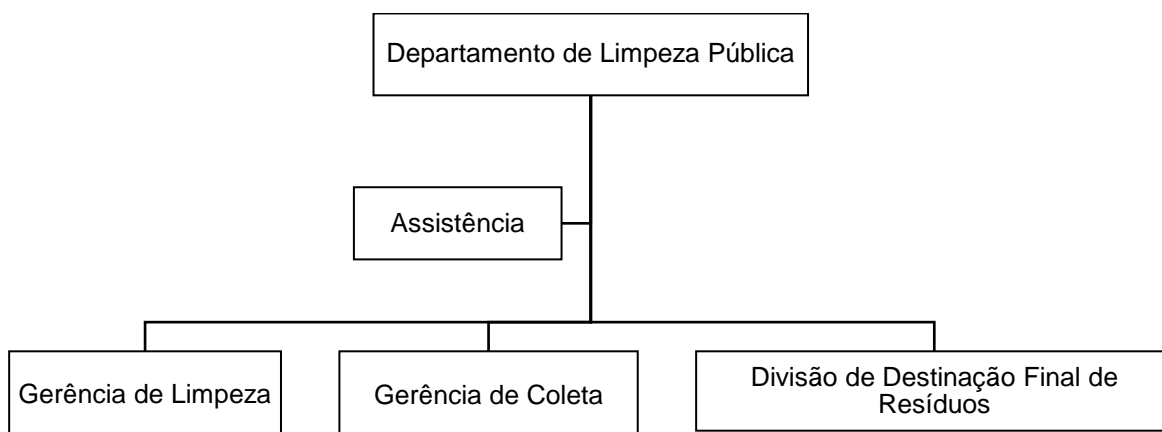 Departamento de Limpeza Pública
Assistência
Gerência de Limpeza
Gerência de Coleta
Divisão de Destinação Final de
Resíduos